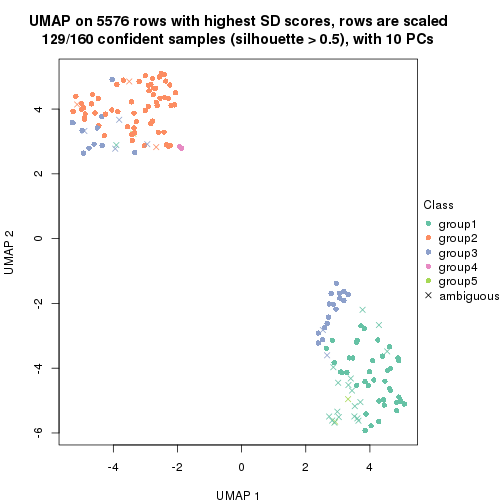 UMAP on 5576 rows with highest SD scores, rows are scaled
129/160 confident samples (silhouette > 0.5), with 10 PCs
4
2
0
-2
-4
-6
UMAP 2
-4
-2
0
2
4
UMAP 1
Class
group1
group2
group3
group4
group5
ambiguous